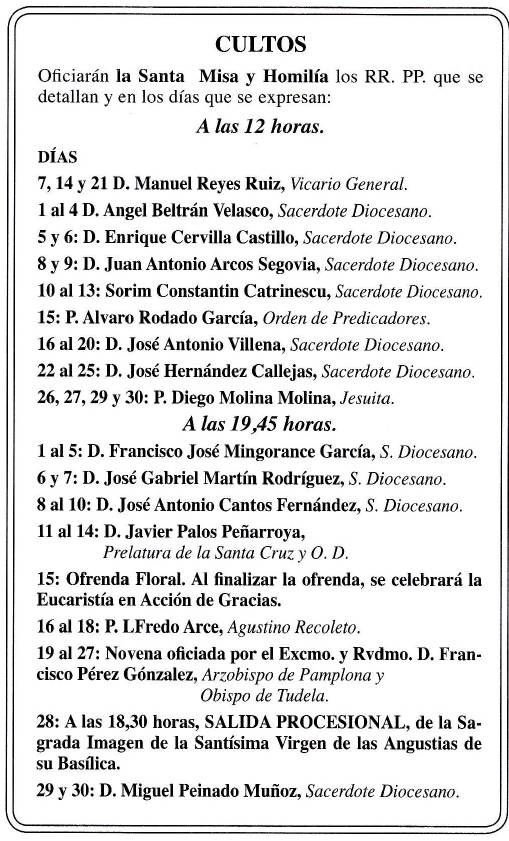 CULTOS
Oficiarán la Santa Misa y Homilía los RR. PP. que se
detallan y en los días que se expresan:
A las 12 horas.
DÍAS
7, 14 y 21 D. Manuel Reyes Ruiz, Vicario General.
1 al 4 D. Angel Beltrán Velasco, Sacerdote Diocesano.
5 y 6: D. Enrique Cervilla Castillo, Sacerdote Diocesano.
8 y 9: D. Juan Antonio Arcos Segovia, Sacerdote Diocesano.
10 al 13: Sorim Constantin Catrinescu, Sacerdote Diocesano.
15: P. Alvaro Rodado García, Orden de Predicadores.
16 al 20: D. José Antonio Villena, Sacerdote Diocesano.
22 al 25: D. José Hernández Callejas, Sacerdote Diocesano.
26, 27, 29 y 30: P. Diego Molina Molina, Jesuita.
A las 19,45 horas.
1 al 5: D. Francisco José Mingorance García, S. Diocesano.
6 y 7: D. José Gabriel Martín Rodríguez, S. Diocesano.
8 al 10: D. José Antonio Cantos Fernández, S. Diocesano.
11 al 14: D. Javier Palos Peñarroya,
Prelatura de la Santa Cruz y O. D.
15: Ofrenda Floral. Al finalizar la ofrenda, se celebrará la
Eucaristía en Acción de Gracias.
16 al 18: P. LFredo Arce, Agustino Recoleto.
19 al 27: Novena oficiada por el Excmo. y Rvdmo. D. Fran-
cisco Pérez Gónzalez, Arzobispo de Pamplona y
Obispo de Tudela.
28: A las 18,30 horas, SALIDA PROCESIONAL, de la Sa-
grada Imagen de la Santísima Virgen de las Angustias de
su Basílica.
29 y 30: D. Miguel Peinado Muñoz, Sacerdote Diocesano.